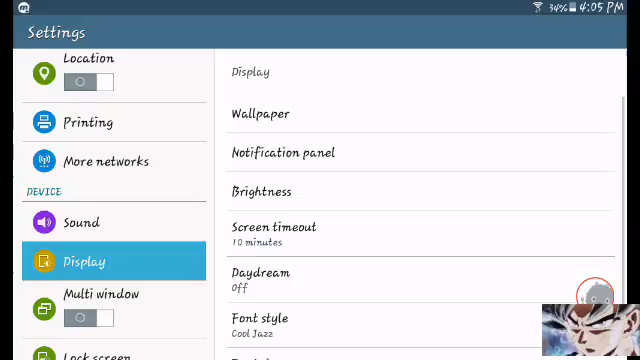 34% 4:05 PM
Settings
Location
Printing
More networks
DEVICE
Sound
Display
Multi window
Lock screen
Display
Wallpaper
Notification panel
Brightness
Screen timeout
10 minutes
Daydream
Off
Font style
Cool Jazz